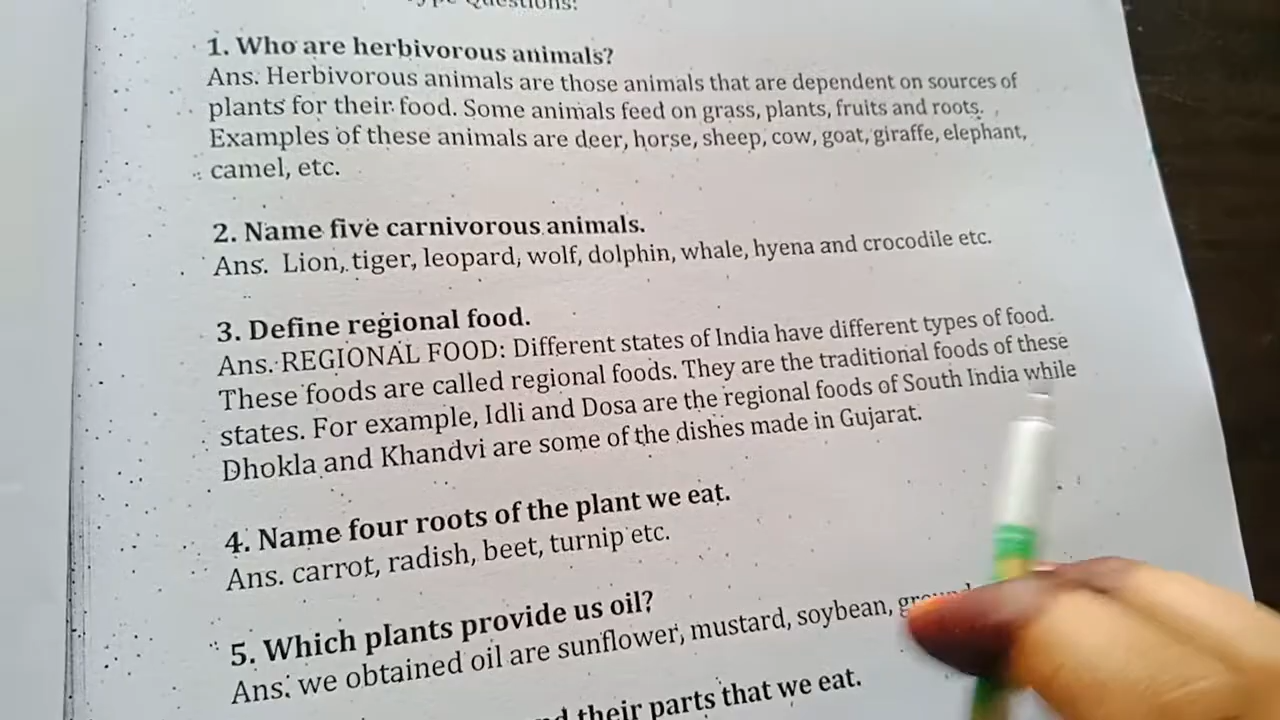 Questions:
1. Who are herbivorous animals?
Ans. Herbivorous animals are those animals that are dependent on sources of
plants for their food. Some animals feed on grass, plants, fruits and roots.
Examples of these animals are deer, horse, sheep, cow, goat, giraffe, elephant,
camel, etc.
2. Name five carnivorous animals.
Ans. Lion, tiger, leopard, wolf, dolphin, whale, hyena and crocodile etc.
3. Define regional food.
Ans. REGIONAL FOOD: Different states of India have different types of food.
These foods are called regional foods. They are the traditional foods of these
states. For example, Idli and Dosa are the regional foods of South India while
Dhokla and Khandvi are some of the dishes made in Gujarat.
4. Name four roots of the plant we eat.
Ans. carrot, radish, beet, turnip etc.
5. Which plants provide us oil?
Ans. we obtained oil are sunflower, mustard, soybean,
their parts that we eat.